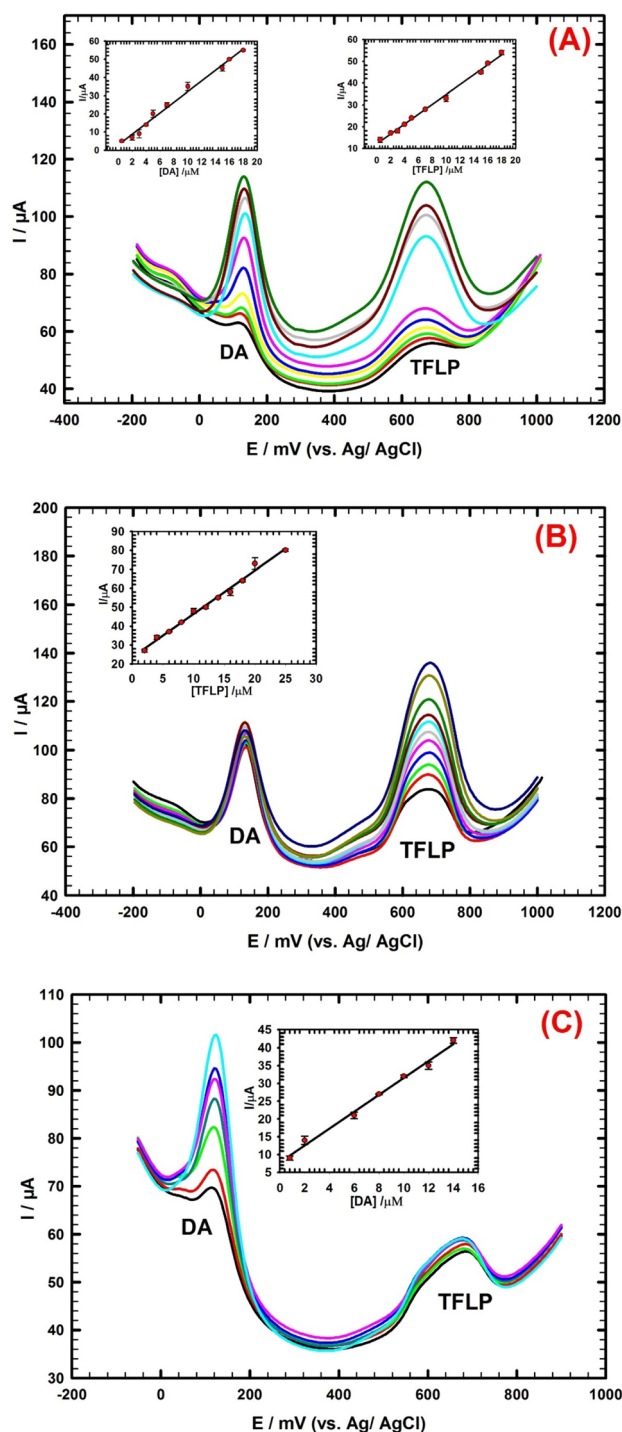 (A)
160
140
120
100
80
60
40
I / µA
-400 -200 0 200 400 600 800 1000 1200
E / mV (vs. Ag/ AgCl)
DA
TFLP
60
50
40
30
20
10
0
I/µA
0 2 4 6 8 10 12 14 16 18 20
[DA] /µM
60
50
40
30
20
10
I/µA
0 2 4 6 8 10 12 14 16 18 20
[TFLP] /µM
(B)
200
180
160
140
120
100
80
60
40
I / µA
-400 -200 0 200 400 600 800 1000 1200
E / mV (vs. Ag/ AgCl)
DA
TFLP
90
80
70
60
50
40
30
20
I/µA
0 5 10 15 20 25 30
[TFLP] /µM
(C)
110
100
90
80
70
60
50
40
30
I / µA
-200 0 200 400 600 800 1000
E / mV (vs. Ag/ AgCl)
DA
TFLP
45
40
35
30
25
20
15
10
5
I/µA
0 2 4 6 8 10 12 14 16
[DA] /µM